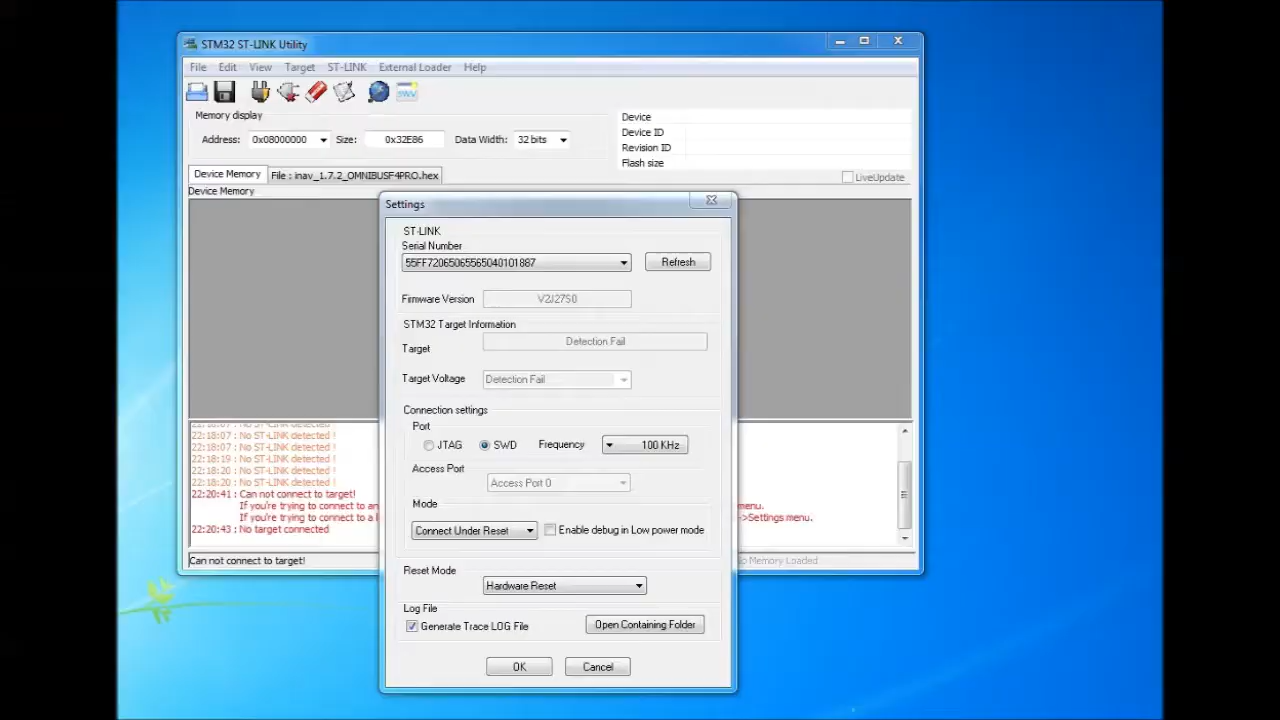 STM32 ST-LINK Utility
File Edit View Target ST-LINK External Loader Help
SWV
Memory display
Address: 0x08000000 Size: 0x32E86 Data Width: 32 bits
Device
Device ID
Revision ID
Flash size
LiveUpdate
Device Memory File : inav_1.7.2_OMNIBUSF4PRO.hex
Device Memory
Settings
ST-LINK
Serial Number
55FF72065065565040101887 Refresh
Firmware Version V2J27S0
STM32 Target Information
Target Detection Fail
Target Voltage Detection Fail
Connection settings
Port
JTAG SWD Frequency 100 KHz
Access Port
Access Port 0
Mode
Connect Under Reset Enable debug in Low power mode
Reset Mode
Hardware Reset
Log File
Generate Trace LOG File Open Containing Folder
OK Cancel
22:18:07 : No ST-LINK detected !
22:18:07 : No ST-LINK detected !
22:18:07 : No ST-LINK detected !
22:18:19 : No ST-LINK detected !
22:18:20 : No ST-LINK detected !
22:18:20 : No ST-LINK detected !
22:20:41 : Can not connect to target!
If you're trying to connect to an menu.
If you're trying to connect to a l ->Settings menu.
22:20:43 : No target connected
Can not connect to target! Memory Loaded